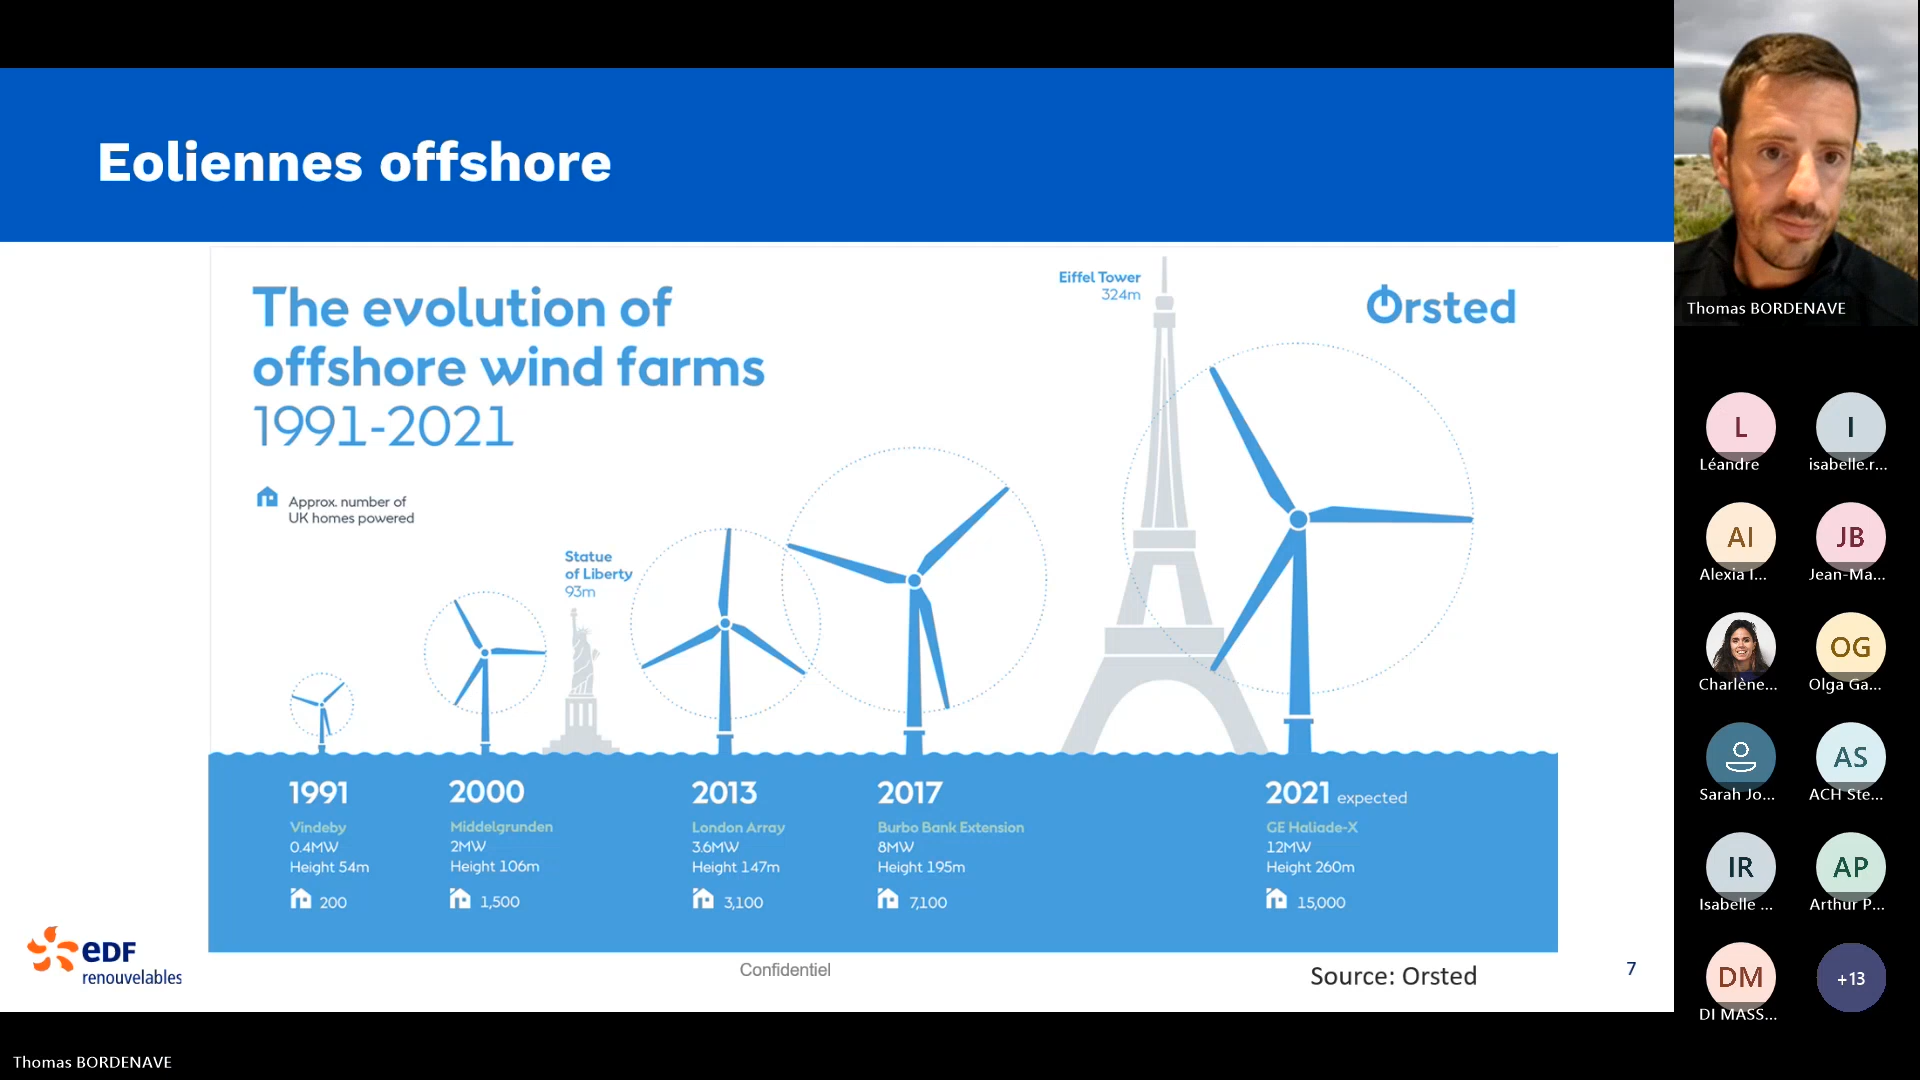 Eoliennes offshore
The evolution of
offshore wind farms
1991-2021
Approx. number of
UK homes powered
Statue
of Liberty
93m
Eiffel Tower
324m
Ørsted
1991
Vindeby
0.4MW
Height 54m
200
2000
Middelgrunden
2MW
Height 106m
1,500
2013
London Array
3.6MW
Height 147m
3,100
2017
Burbo Bank Extension
8MW
Height 195m
7,100
2021 expected
GE Haliade-X
12MW
Height 260m
15,000
eDF
renouvelables
Confidentiel
Source: Orsted
7
Thomas BORDENAVE
L
Léandre
I
isabelle.r...
AI
Alexia I...
JB
Jean-Ma...
Charlène...
OG
Olga Ga...
Sarah Jo...
AS
ACH Ste...
IR
Isabelle ...
AP
Arthur P...
DM
DI MASS...
+13
Thomas BORDENAVE